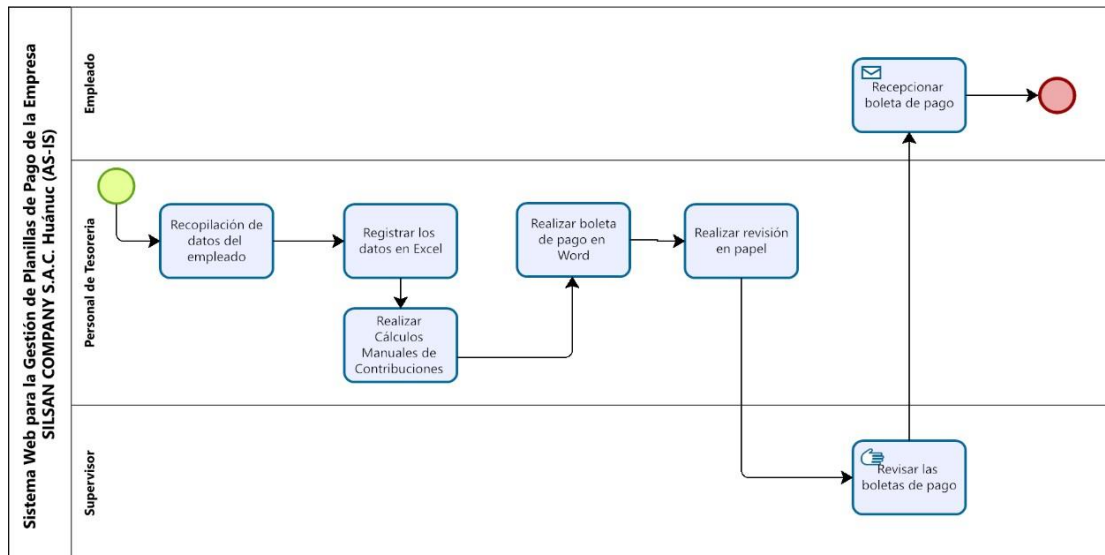 Sistema Web para la Gestión de Planillas de Pago de la Empresa
SILSAN COMPANY S.A.C. Huánuc (AS-IS)
Empleado
Recepcionar
boleta de pago
Personal de Tesoreria
Recopilación de
datos del
empleado
Registrar los
datos en Excel
Realizar
Cálculos
Manuales de
Contribuciones
Realizar boleta
de pago en
Word
Realizar revisión
en papel
Supervisor
Revisar las
boletas de pago